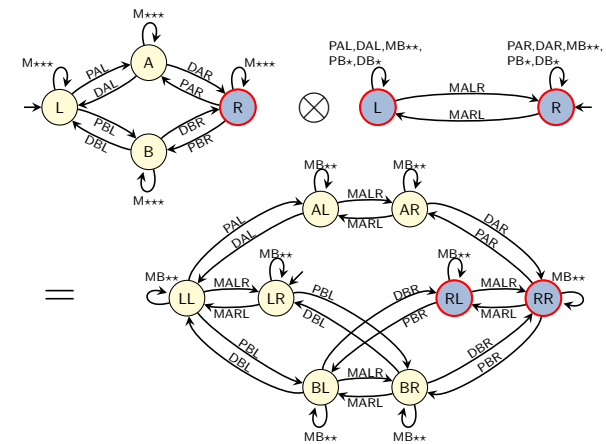 M⋆⋆⋆
PAL,DAL,MB⋆⋆,
PB⋆,DB⋆
PAR,DAR,MB⋆⋆,
PB⋆,DB⋆
M⋆⋆⋆
A
M⋆⋆⋆
PAL
DAL
DAR
PAR
L
R
⊗
L
MALR
MARL
R
PBL
DBL
DBR
PBR
B
M⋆⋆⋆
MB⋆⋆
MB⋆⋆
AL
MALR
MARL
AR
PAL
DAL
DAR
PAR
MB⋆⋆
MB⋆⋆
MB⋆⋆
MB⋆⋆
=
LL
MALR
MARL
LR
PBL
DBL
DBR
PBR
RL
MALR
MARL
RR
PBL
DBL
DBR
PBR
BL
MALR
MARL
BR
MB⋆⋆
MB⋆⋆